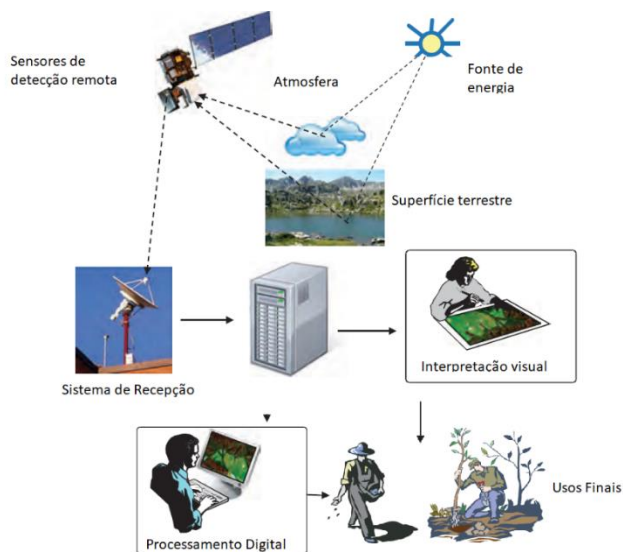 Sensores de
detecção remota
Atmosfera
Fonte de
energia
Superfície terrestre
Sistema de Recepção
Interpretação visual
Processamento Digital
Usos Finais